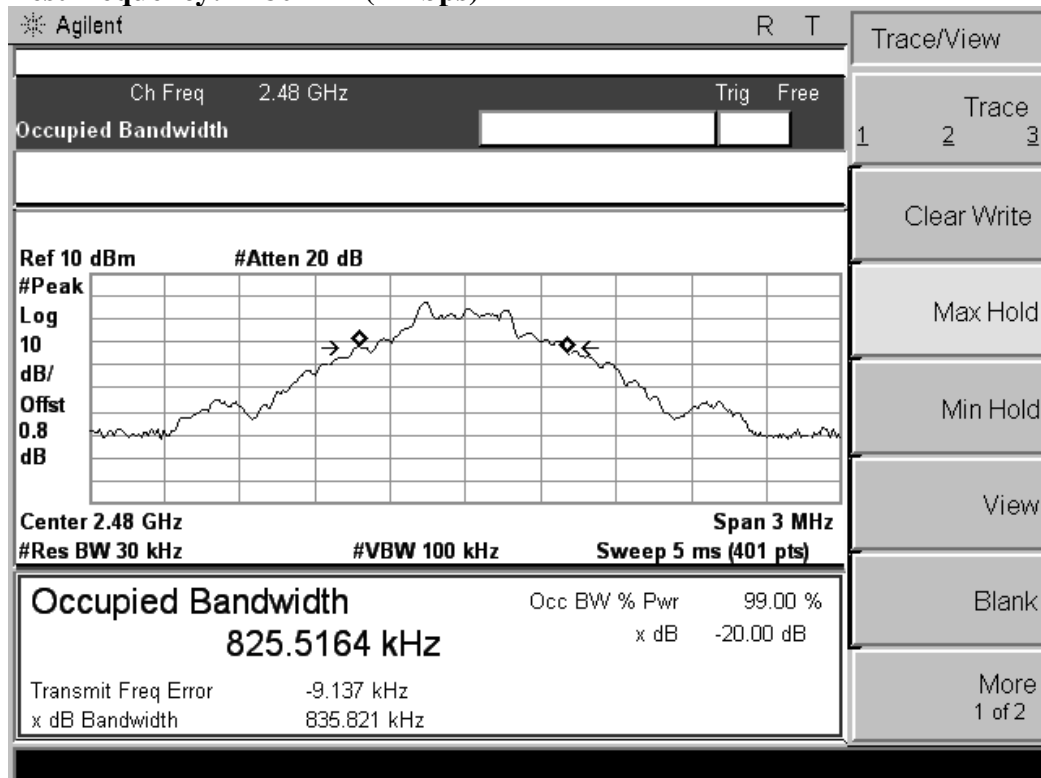 Agilent R T
Trace/View
Ch Freq 2.48 GHz Trig Free
Occupied Bandwidth
Trace
1 2 3
Clear Write
Max Hold
Min Hold
View
Blank
More
1 of 2
Ref 10 dBm #Atten 20 dB
#Peak
Log
10
dB/
Offst
0.8
dB
Center 2.48 GHz Span 3 MHz
#Res BW 30 kHz #VBW 100 kHz Sweep 5 ms (401 pts)
Occupied Bandwidth Occ BW % Pwr 99.00 %
825.5164 kHz x dB -20.00 dB
Transmit Freq Error -9.137 kHz
x dB Bandwidth 835.821 kHz